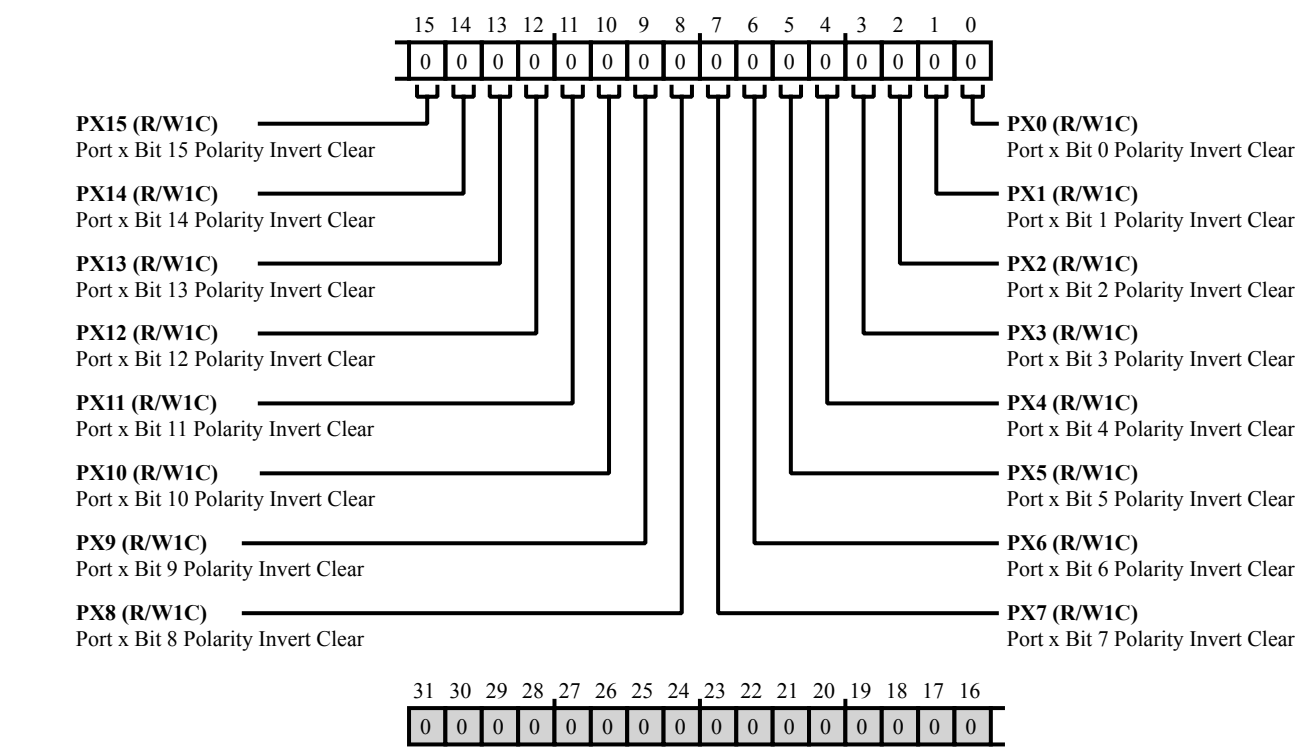 15 14 13 12 11 10 9 8 7 6 5 4 3 2 1 0
0 0 0 0 0 0 0 0 0 0 0 0 0 0 0 0
PX15 (R/W1C)
Port x Bit 15 Polarity Invert Clear
PX14 (R/W1C)
Port x Bit 14 Polarity Invert Clear
PX13 (R/W1C)
Port x Bit 13 Polarity Invert Clear
PX12 (R/W1C)
Port x Bit 12 Polarity Invert Clear
PX11 (R/W1C)
Port x Bit 11 Polarity Invert Clear
PX10 (R/W1C)
Port x Bit 10 Polarity Invert Clear
PX9 (R/W1C)
Port x Bit 9 Polarity Invert Clear
PX8 (R/W1C)
Port x Bit 8 Polarity Invert Clear
PX0 (R/W1C)
Port x Bit 0 Polarity Invert Clear
PX1 (R/W1C)
Port x Bit 1 Polarity Invert Clear
PX2 (R/W1C)
Port x Bit 2 Polarity Invert Clear
PX3 (R/W1C)
Port x Bit 3 Polarity Invert Clear
PX4 (R/W1C)
Port x Bit 4 Polarity Invert Clear
PX5 (R/W1C)
Port x Bit 5 Polarity Invert Clear
PX6 (R/W1C)
Port x Bit 6 Polarity Invert Clear
PX7 (R/W1C)
Port x Bit 7 Polarity Invert Clear
31 30 29 28 27 26 25 24 23 22 21 20 19 18 17 16
0 0 0 0 0 0 0 0 0 0 0 0 0 0 0 0